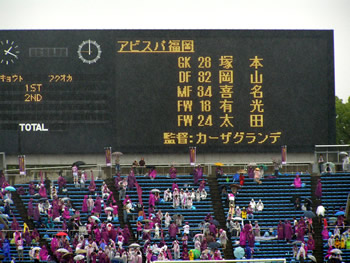 アビスパ福岡
GK 28 塚 本
DF 32 岡 山
MF 34 喜 名
FW 18 有 光
FW 24 太 田
監督:カーザグランデ
キョウト フクオカ
1ST
2ND
TOTAL